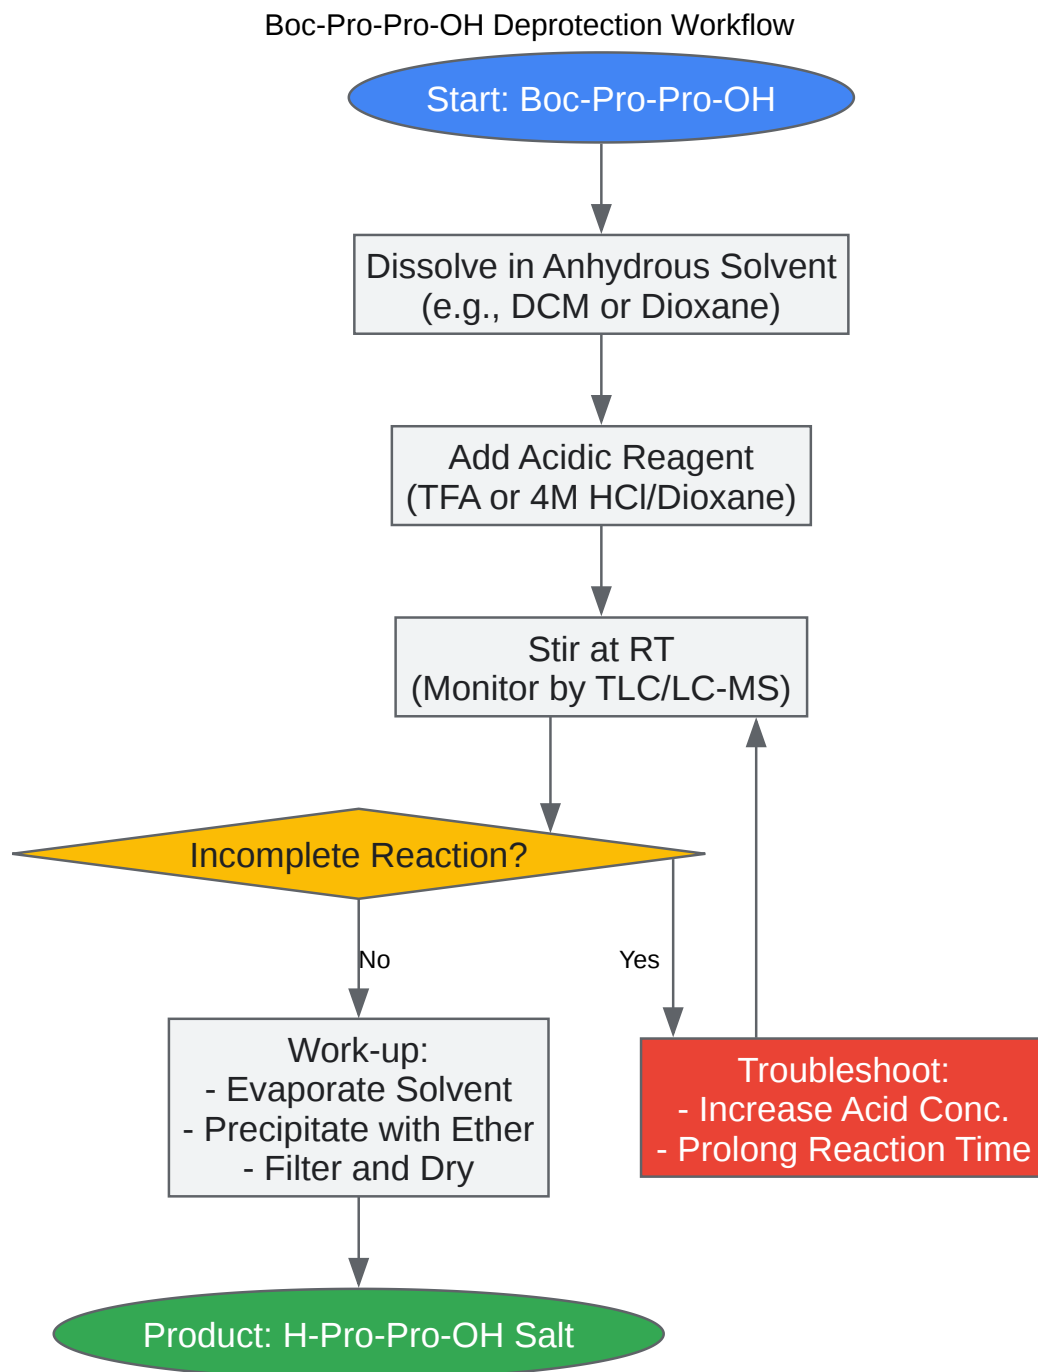 Boc-Pro-Pro-OH Deprotection Workflow
Start: Boc-Pro-Pro-OH
Dissolve in Anhydrous Solvent
(e.g., DCM or Dioxane)
Add Acidic Reagent
(TFA or 4M HCl/Dioxane)
Stir at RT
(Monitor by TLC/LC-MS)
Incomplete Reaction?
No
Yes
Work-up:
- Evaporate Solvent
- Precipitate with Ether
- Filter and Dry
Troubleshoot:
- Increase Acid Conc.
- Prolong Reaction Time
Product: H-Pro-Pro-OH Salt